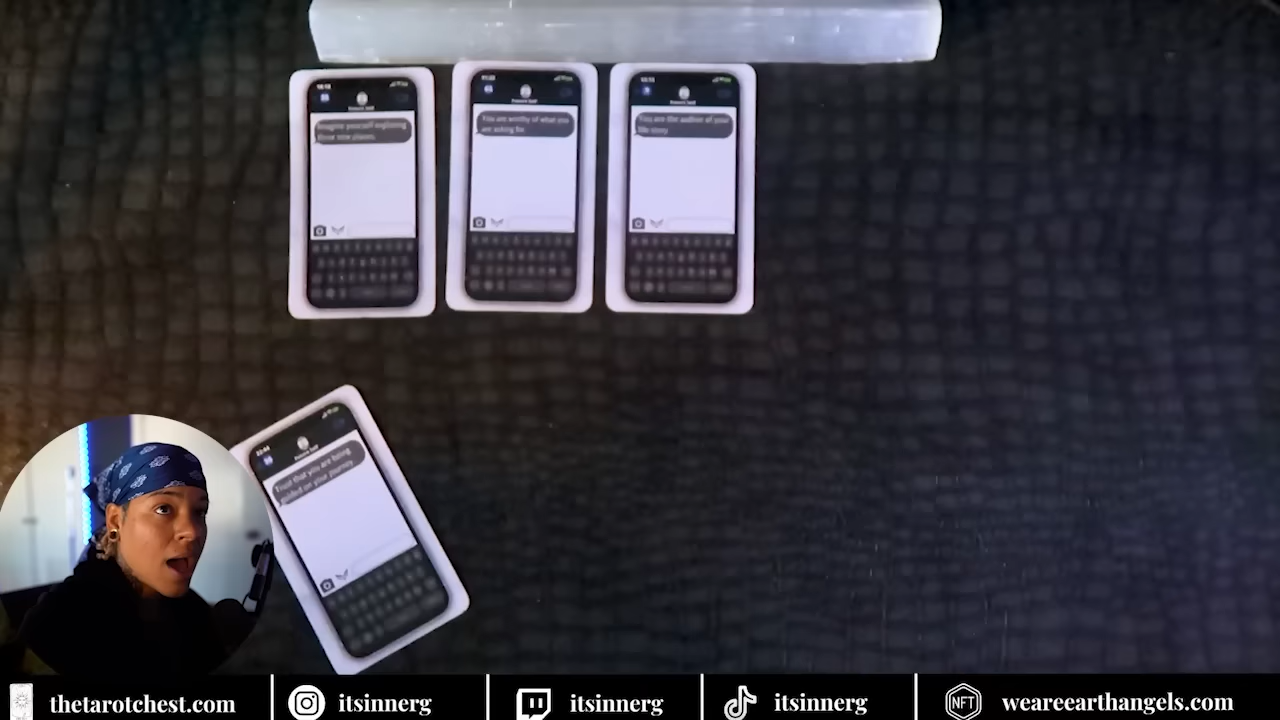 Imagine yourself exploring
three new places.
You are worthy of what you
are asking for
You are the author of your
life story
Trust that you are being
guided on your journey
thetarotchest.com
itsinnerg
itsinnerg
itsinnerg
NFT
weareearthangels.com